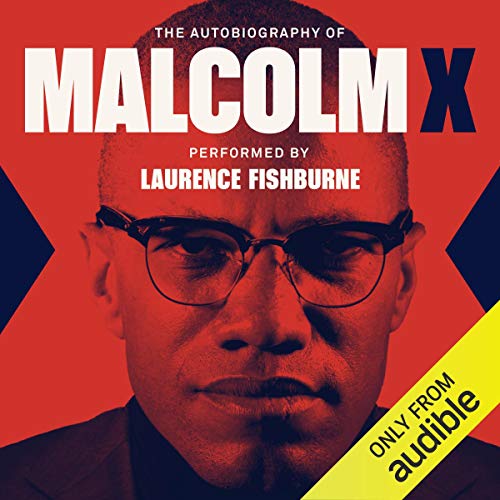 THE AUTOBIOGRAPHY OF
MALCOLM X
PERFORMED BY
LAURENCE FISHBURNE
ONLY FROM
audible